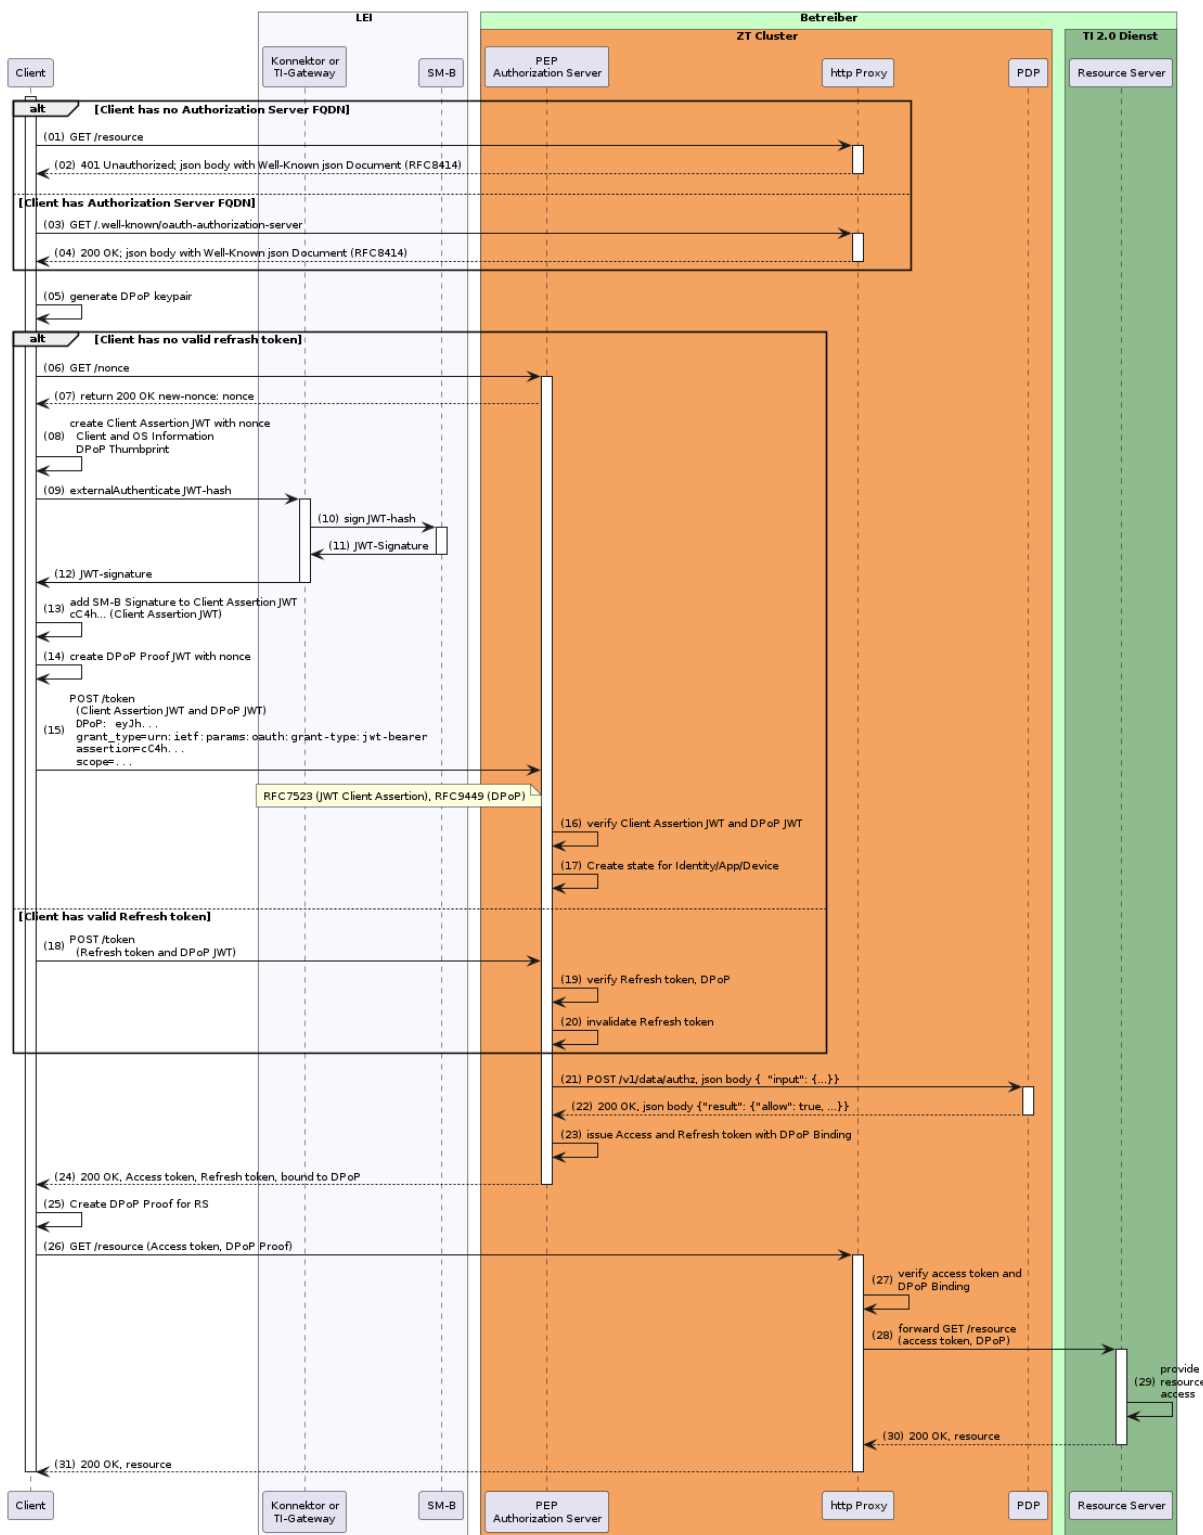 LEI
Betreiber
ZT Cluster
TI 2.0 Dienst
Client
Konnektor or
TI-Gateway
SM-B
PEP
Authorization Server
http Proxy
PDP
Resource Server
alt [Client has no Authorization Server FQDN]
(01) GET /resource
(02) 401 Unauthorized; json body with Well-Known json Document (RFC8414)
[Client has Authorization Server FQDN]
(03) GET /.well-known/oauth-authorization-server
(04) 200 OK; json body with Well-Known json Document (RFC8414)
(05) generate DPoP keypair
alt [Client has no valid refrash token]
(06) GET /nonce
(07) return 200 OK new-nonce: nonce
create Client Assertion JWT with nonce
(08) Client and OS Information
DPoP Thumbprint
(09) externalAuthenticate JWT-hash
(10) sign JWT-hash
(11) JWT-Signature
(12) JWT-signature
(13) add SM-B Signature to Client Assertion JWT
cC4h... (Client Assertion JWT)
(14) create DPoP Proof JWT with nonce
POST /token
(Client Assertion JWT and DPoP JWT)
(15) DPoP: eyJh...
grant_type=urn:ietf:params:oauth:grant-type:jwt-bearer
assertion=cC4h...
scope=...
RFC7523 (JWT Client Assertion), RFC9449 (DPoP)
(16) verify Client Assertion JWT and DPoP JWT
(17) Create state for Identity/App/Device
[Client has valid Refresh token]
(18) POST /token
(Refresh token and DPoP JWT)
(19) verify Refresh token, DPoP
(20) invalidate Refresh token
(21) POST /v1/data/authz, json body { "input": {...}}
(22) 200 OK, json body {"result": {"allow": true, ...}}
(23) issue Access and Refresh token with DPoP Binding
(24) 200 OK, Access token, Refresh token, bound to DPoP
(25) Create DPoP Proof for RS
(26) GET /resource (Access token, DPoP Proof)
(27) verify access token and
DPoP Binding
(28) forward GET /resource
(access token, DPoP)
provide
(29) resource
access
(30) 200 OK, resource
(31) 200 OK, resource
Client
Konnektor or
TI-Gateway
SM-B
PEP
Authorization Server
http Proxy
PDP
Resource Server